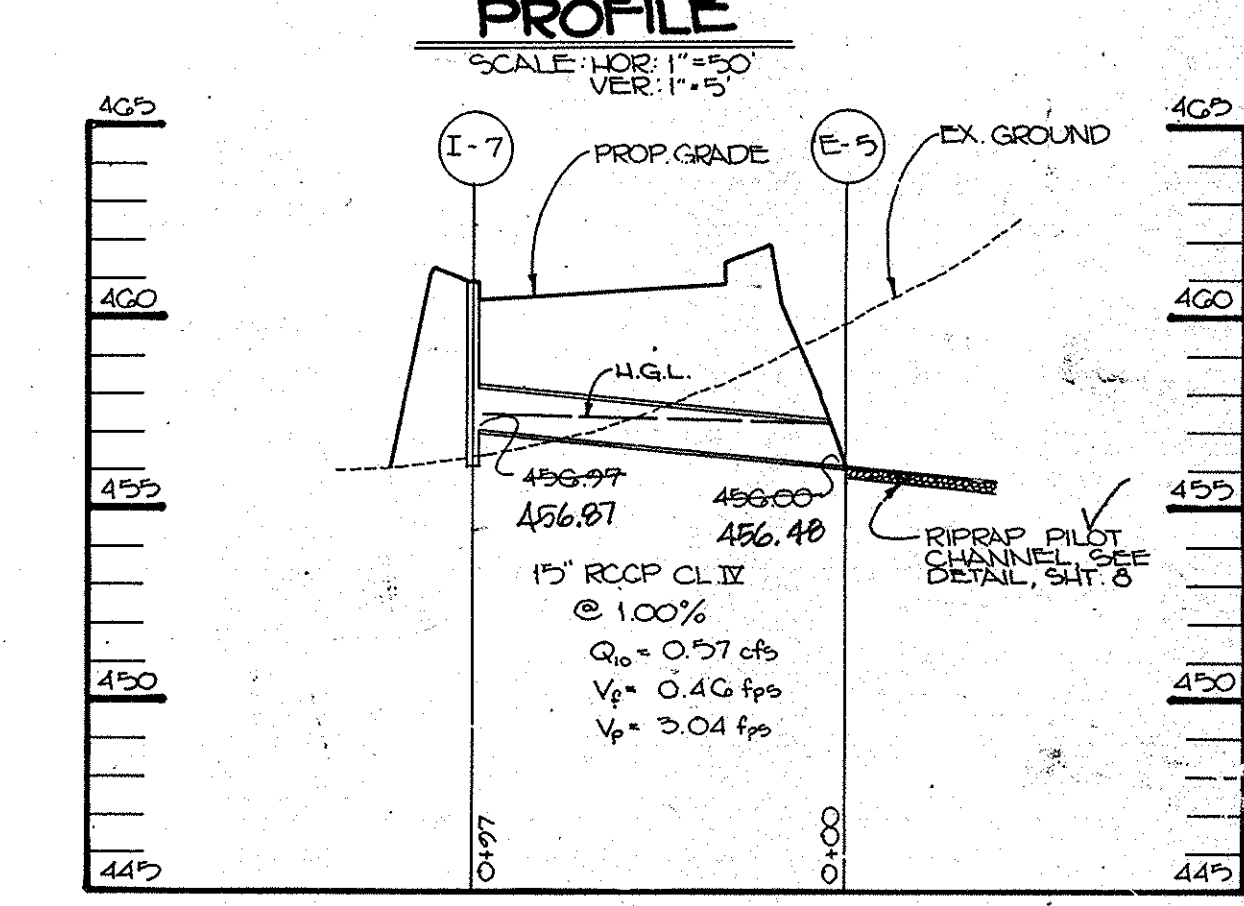 PROFILE
SCALE: HOR: 1"=50'
VER.: 1"=5'
465
465
I-7
PROP. GRADE
E-5
EX. GROUND
460
460
H.G.L.
455
455
456.97
456.87
456.00
456.48
RIPRAP PILOT
CHANNEL, SEE
DETAIL, SHT. 8
15" RCCP CL IV
@ 1.00%
Q10 = 0.57 cfs
Vf = 0.46 fps
Vp = 3.04 fps
450
450
0+97
0+00
445
445